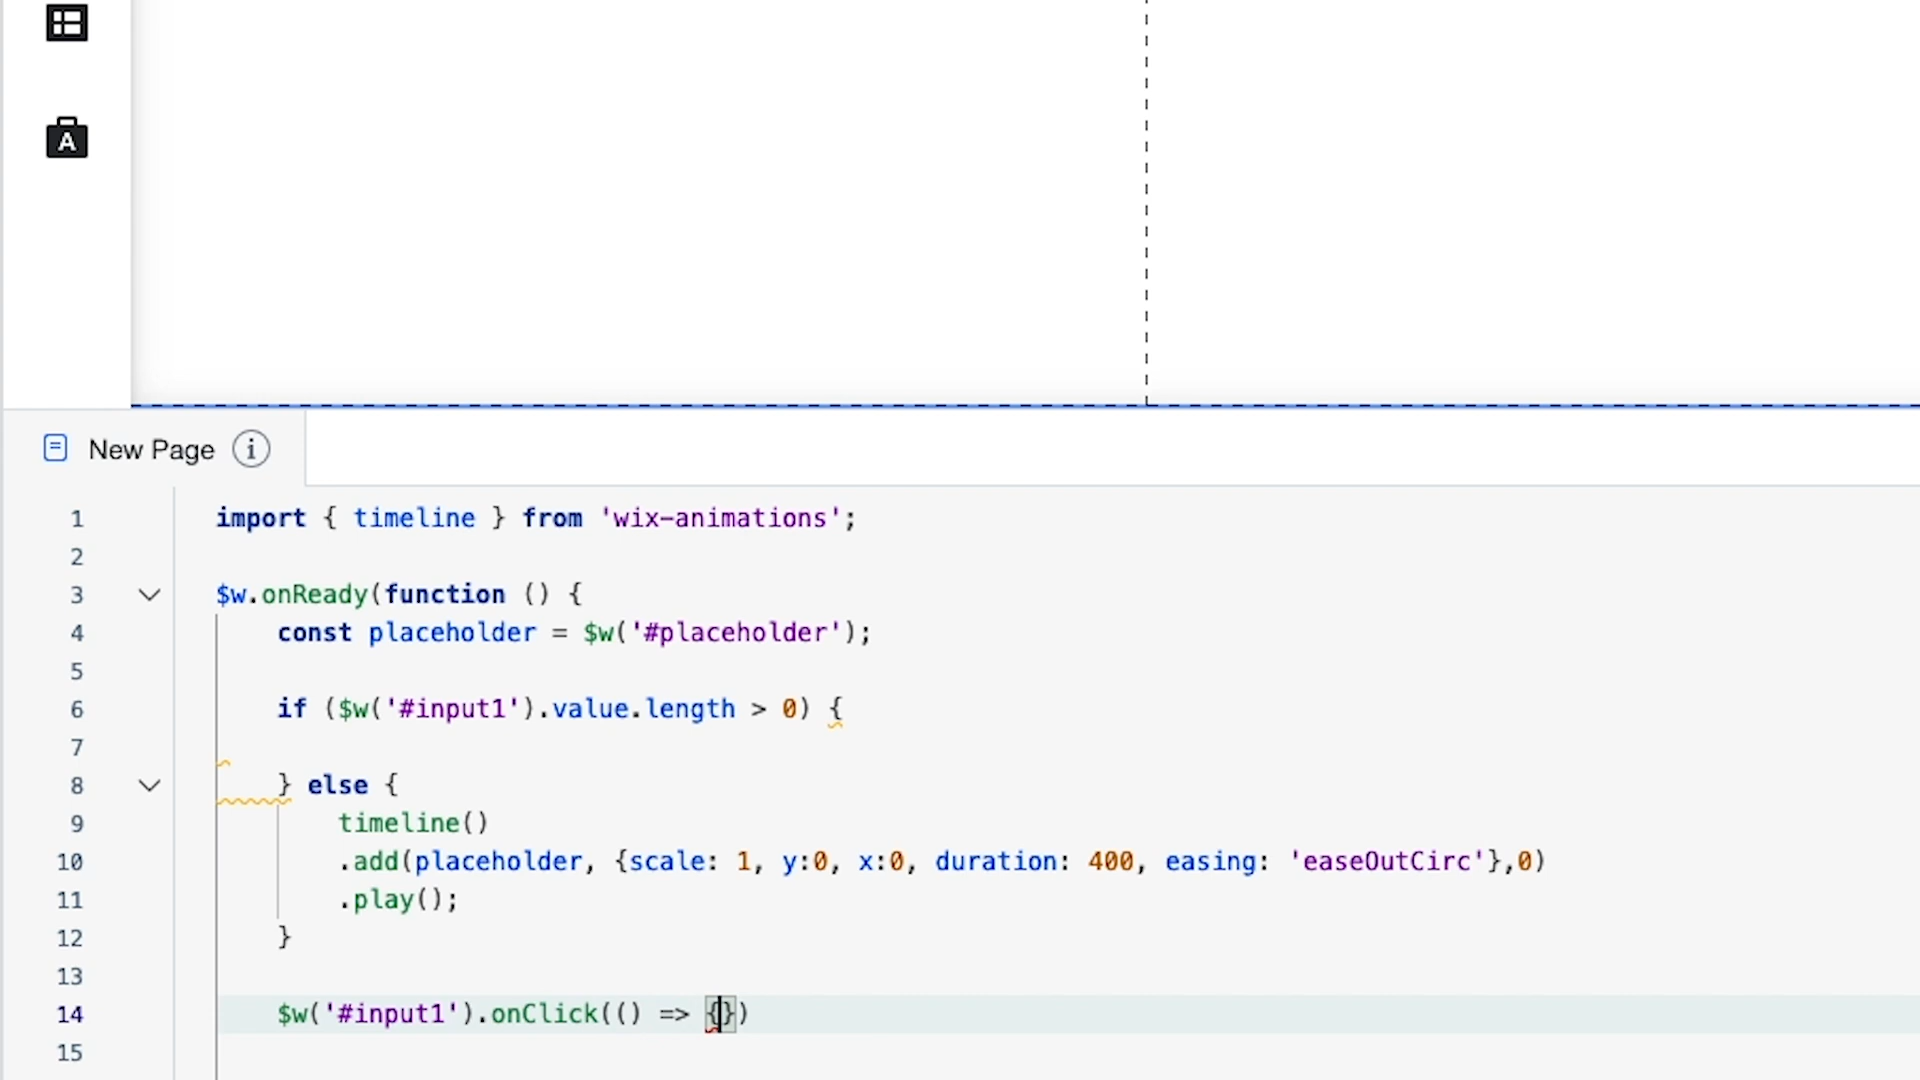 A
New Page i
1 import { timeline } from 'wix-animations';
2
3 $w.onReady(function () {
4 const placeholder = $w('#placeholder');
5
6 if ($w('#input1').value.length > 0) {
7
8 } else {
9 timeline()
10 .add(placeholder, {scale: 1, y:0, x:0, duration: 400, easing: 'easeOutCirc'},0)
11 .play();
12 }
13
14 $w('#input1').onClick(() => {})
15